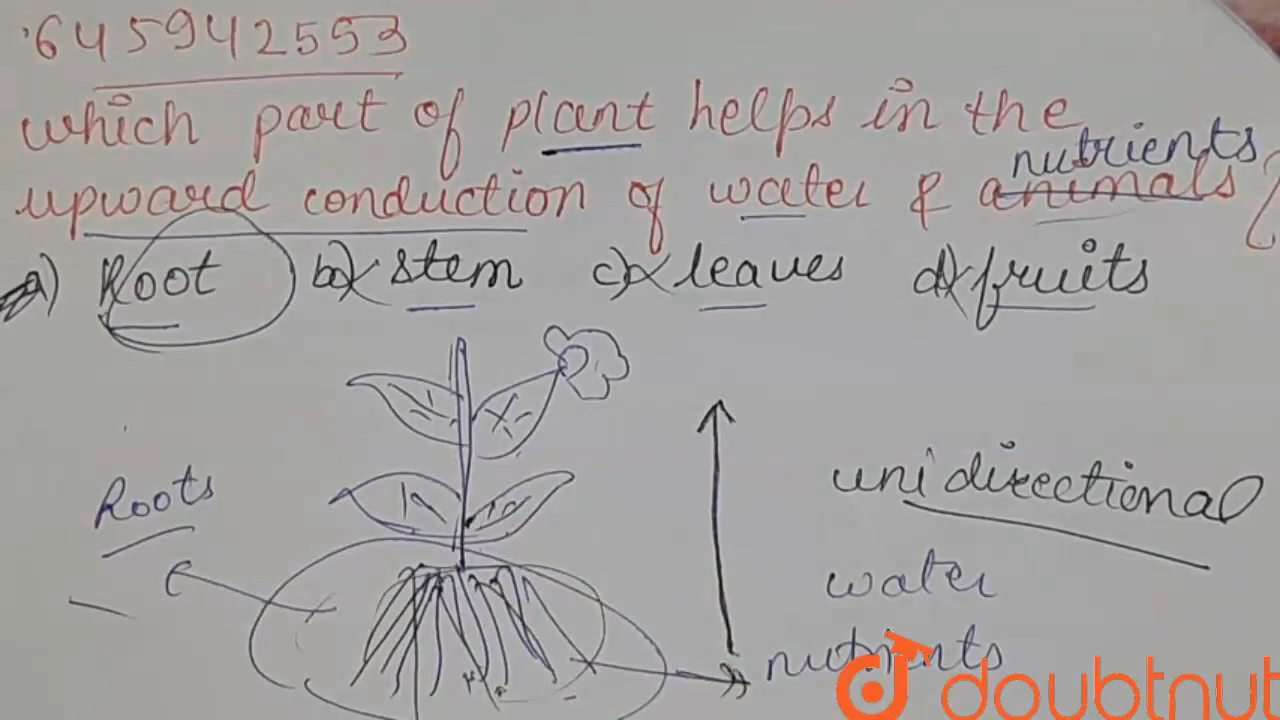 645942553
which part of plant helps in the
nutrients
upward conduction of water & animals?
a) Root b) stem c) leaves d) fruits
Roots
unidirectional
water
nutrients
doubtnut